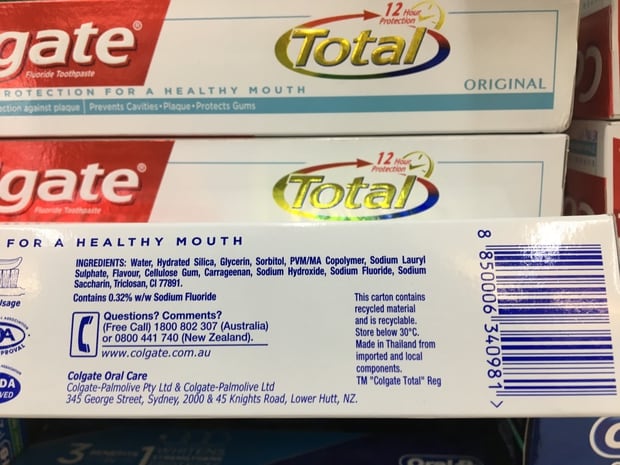 gate®
Fluoride Toothpaste
12 Hour
Protection
Total
ROTECTION FOR A HEALTHY MOUTH
ction against plaque | Prevents Cavities • Plaque • Protects Gums
ORIGINAL
gate®
Fluoride Toothpaste
12 Hour
Protection
Total
FOR A HEALTHY MOUTH
INGREDIENTS: Water, Hydrated Silica, Glycerin, Sorbitol, PVM/MA Copolymer, Sodium Lauryl
Sulphate, Flavour, Cellulose Gum, Carrageenan, Sodium Hydroxide, Sodium Fluoride, Sodium
Saccharin, Triclosan, CI 77891.
Contains 0.32% w/w Sodium Fluoride
Usage
Questions? Comments?
(Free Call) 1800 802 307 (Australia)
or 0800 441 740 (New Zealand).
www.colgate.com.au
Colgate Oral Care
Colgate-Palmolive Pty Ltd & Colgate-Palmolive Ltd
345 George Street, Sydney, 2000 & 45 Knights Road, Lower Hutt, NZ.
This carton contains
recycled material
and is recyclable.
Store below 30°C.
Made in Thailand from
imported and local
components.
TM "Colgate Total" Reg
8 850006 340981 >
DA
VED
Oral-B